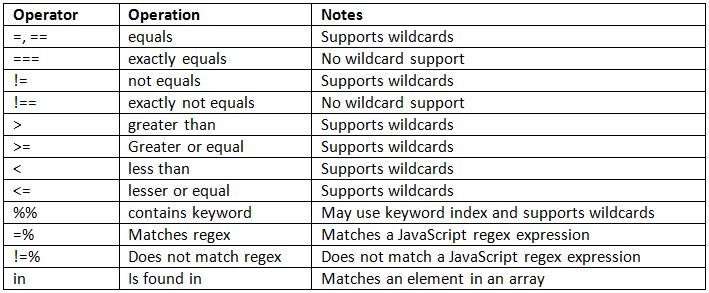 Operator Operation Notes
=, == equals Supports wildcards
=== exactly equals No wildcard support
!= not equals Supports wildcards
!== exactly not equals No wildcard support
> greater than Supports wildcards
>= Greater or equal Supports wildcards
< less than Supports wildcards
<= lesser or equal Supports wildcards
%% contains keyword May use keyword index and supports wildcards
=% Matches regex Matches a JavaScript regex expression
!=% Does not match regex Does not match a JavaScript regex expression
in Is found in Matches an element in an array